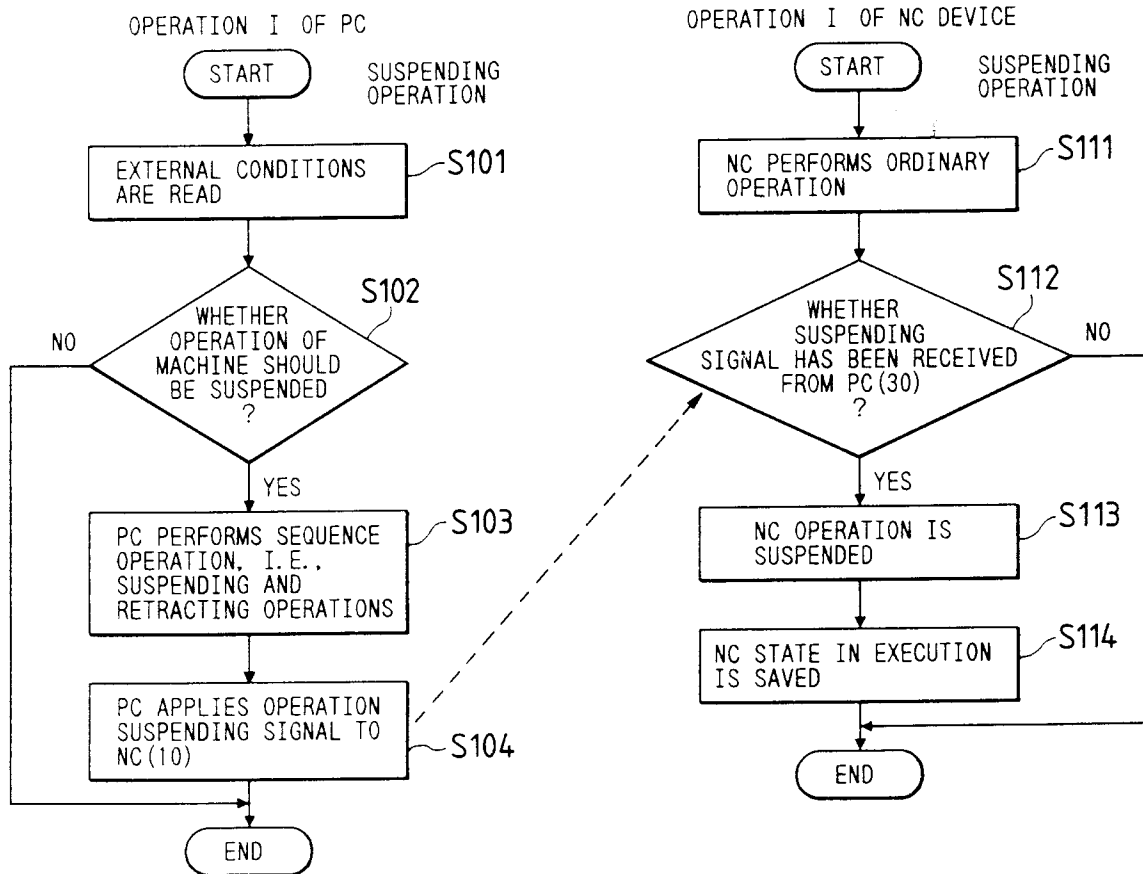 OPERATION I OF PC
START
SUSPENDING
OPERATION
EXTERNAL CONDITIONS
ARE READ
S101
WHETHER
OPERATION OF
MACHINE SHOULD
BE SUSPENDED
?
S102
NO
YES
PC PERFORMS SEQUENCE
OPERATION, I.E.,
SUSPENDING AND
RETRACTING OPERATIONS
S103
PC APPLIES OPERATION
SUSPENDING SIGNAL TO
NC(10)
S104
END
OPERATION I OF NC DEVICE
START
SUSPENDING
OPERATION
NC PERFORMS ORDINARY
OPERATION
S111
WHETHER
SUSPENDING
SIGNAL HAS BEEN RECEIVED
FROM PC(30)
?
S112
NO
YES
NC OPERATION IS
SUSPENDED
S113
NC STATE IN EXECUTION
IS SAVED
S114
END